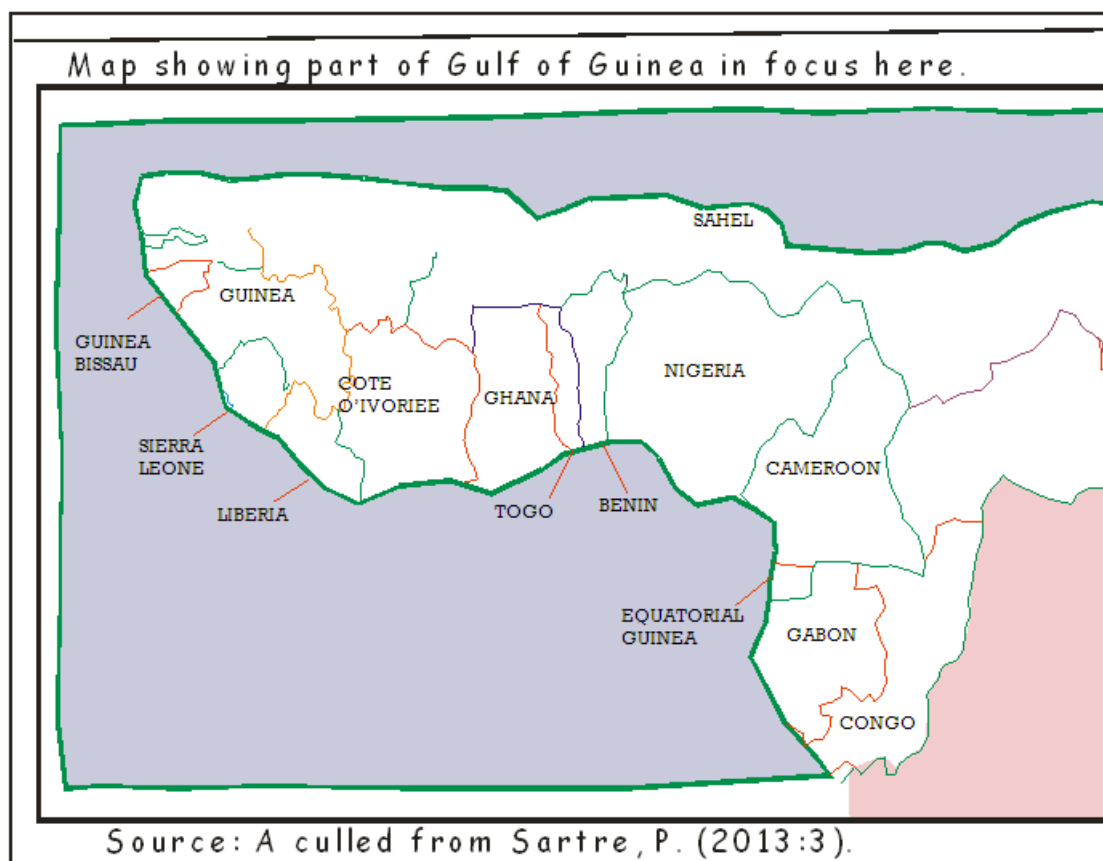 Map showing part of Gulf of Guinea in focus here.
SAHEL
GUINEA
GUINEA
BISSAU
NIGERIA
COTE
O'IVORIEE
GHANA
SIERRA
LEONE
CAMEROON
LIBERIA
TOGO
BENIN
EQUATORIAL
GUINEA
GABON
CONGO
Source: A culled from Sartre, P. (2013:3).